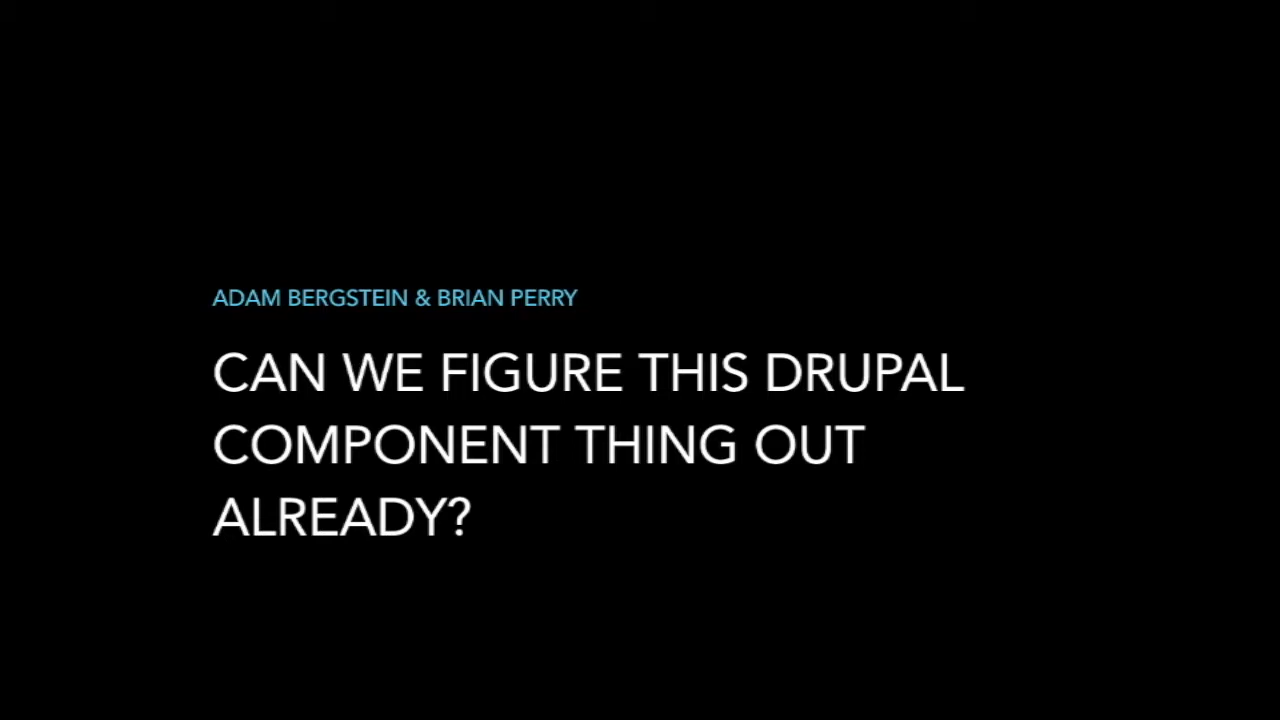 ADAM BERGSTEIN & BRIAN PERRY
CAN WE FIGURE THIS DRUPAL
COMPONENT THING OUT
ALREADY?